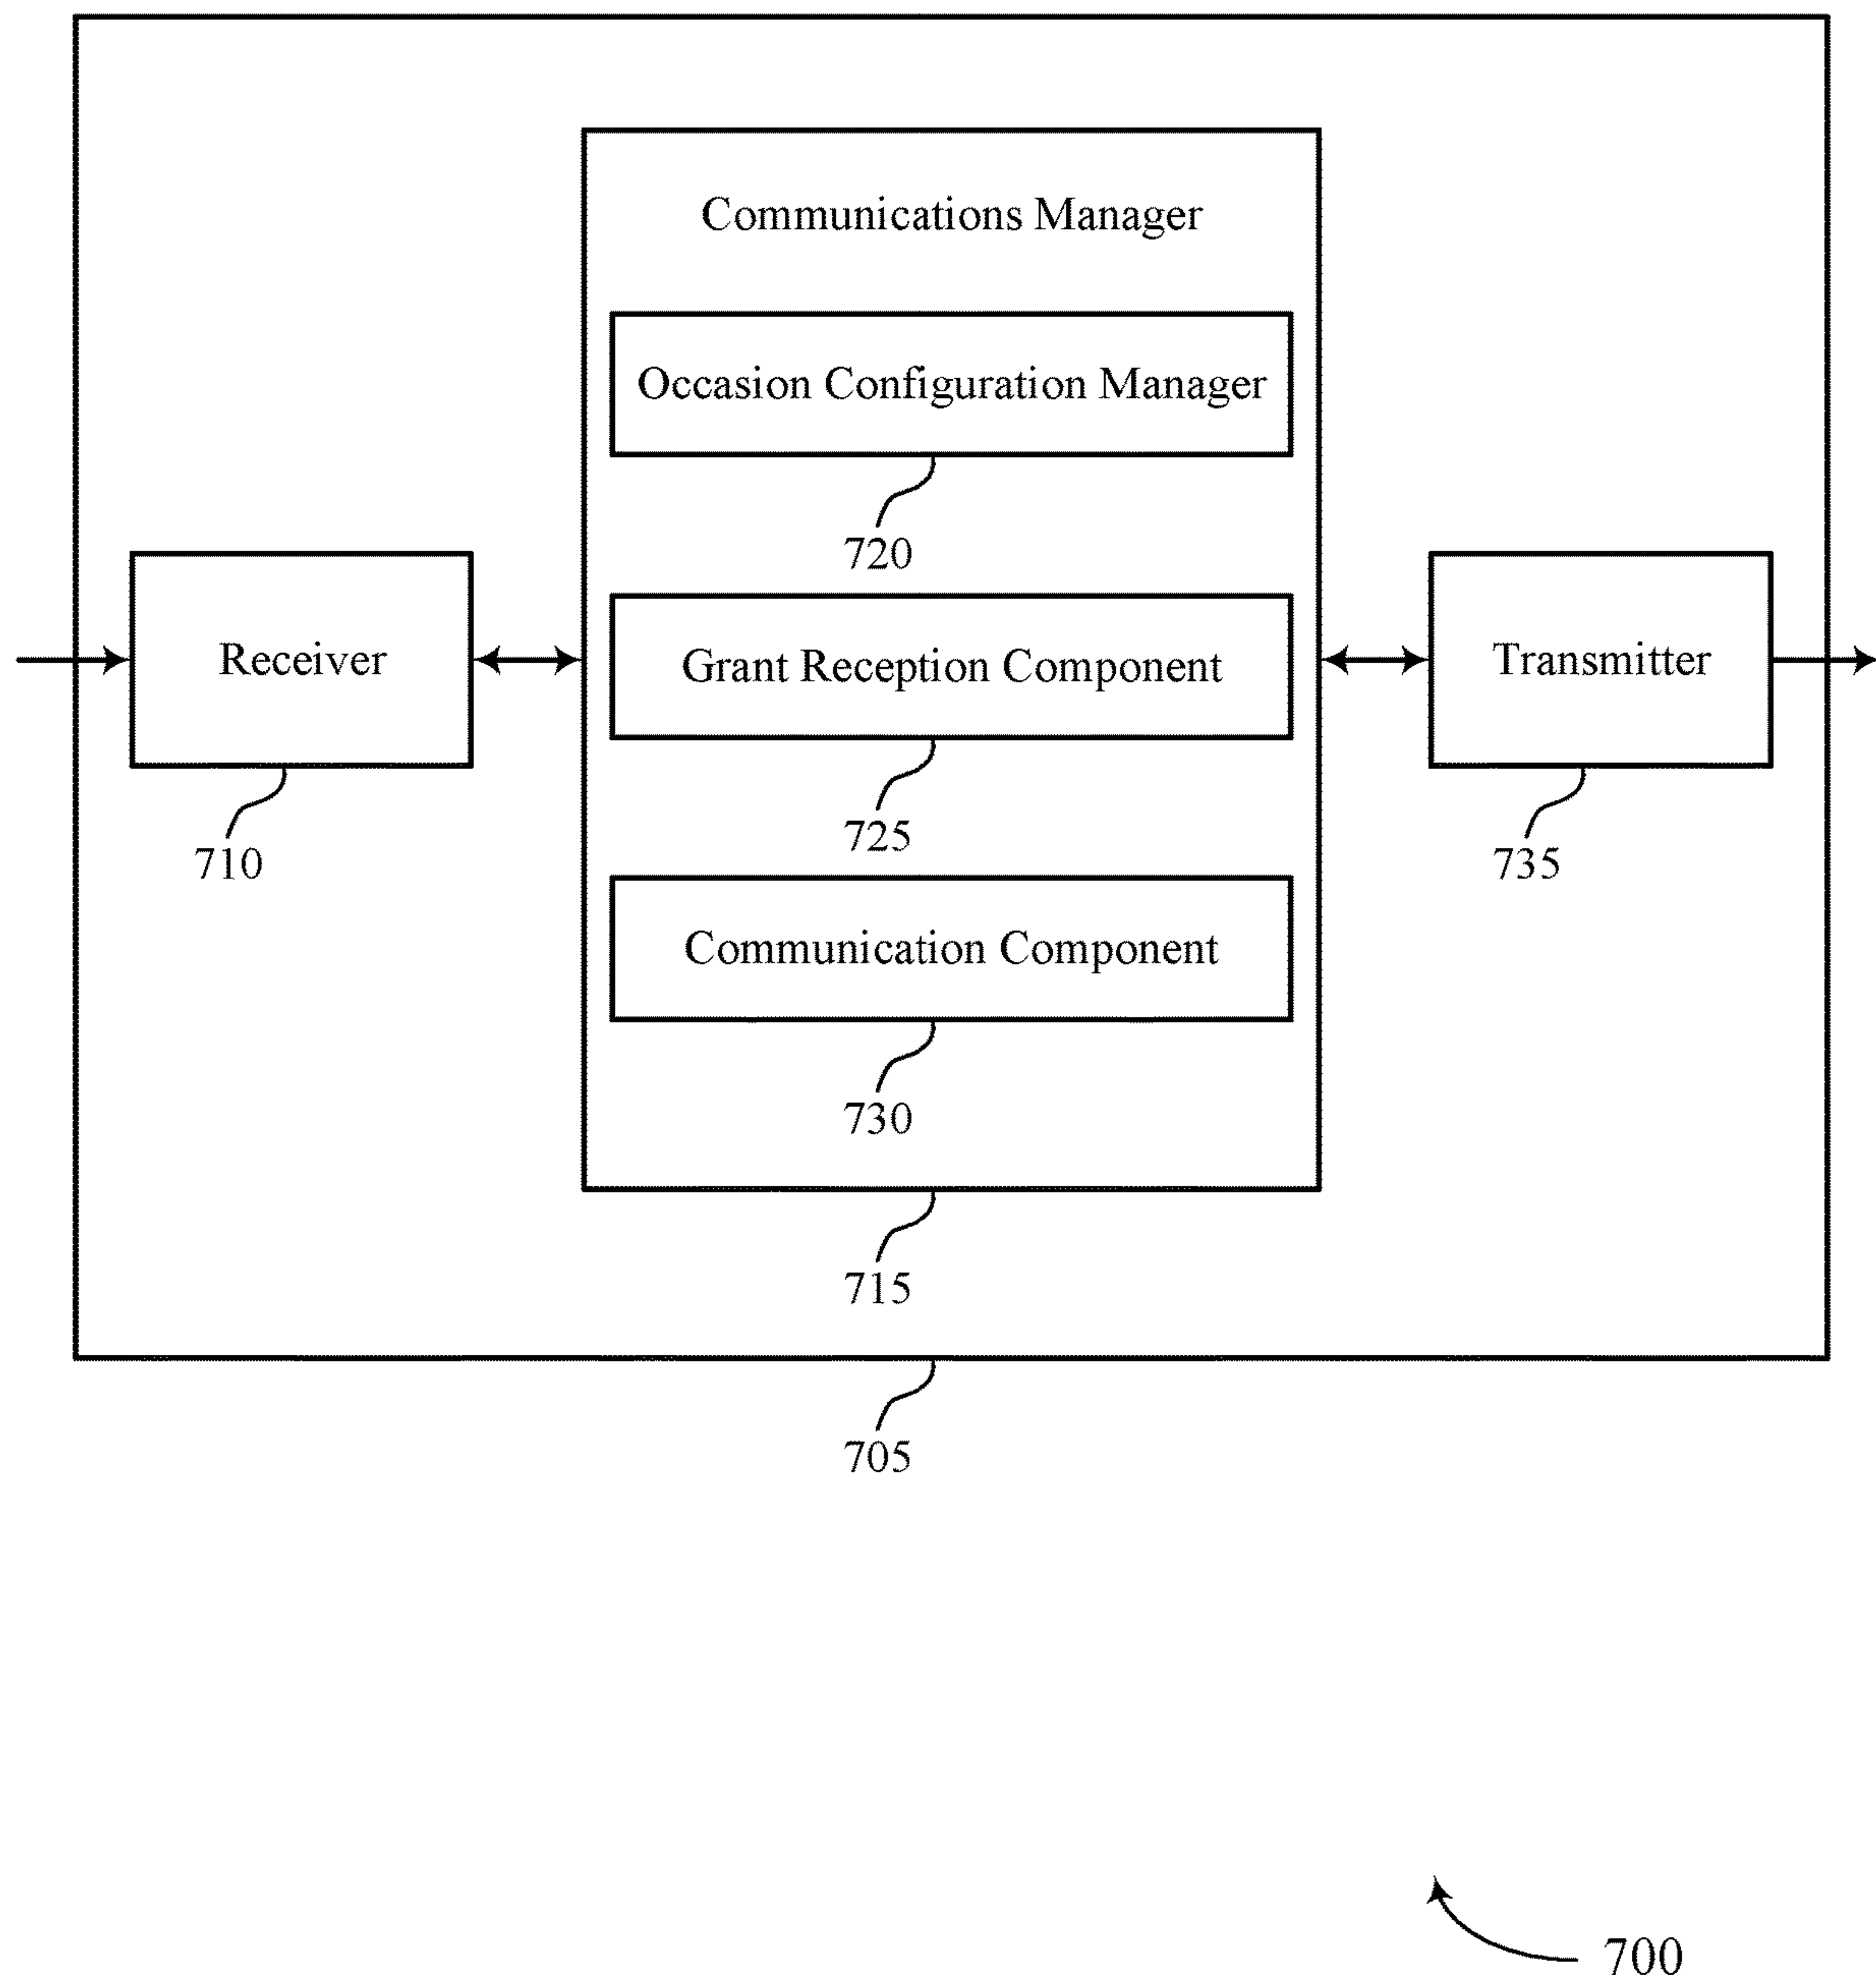 Communications Manager
Occasion Configuration Manager
720
Receiver
710
Grant Reception Component
725
Transmitter
735
Communication Component
730
715
705
700